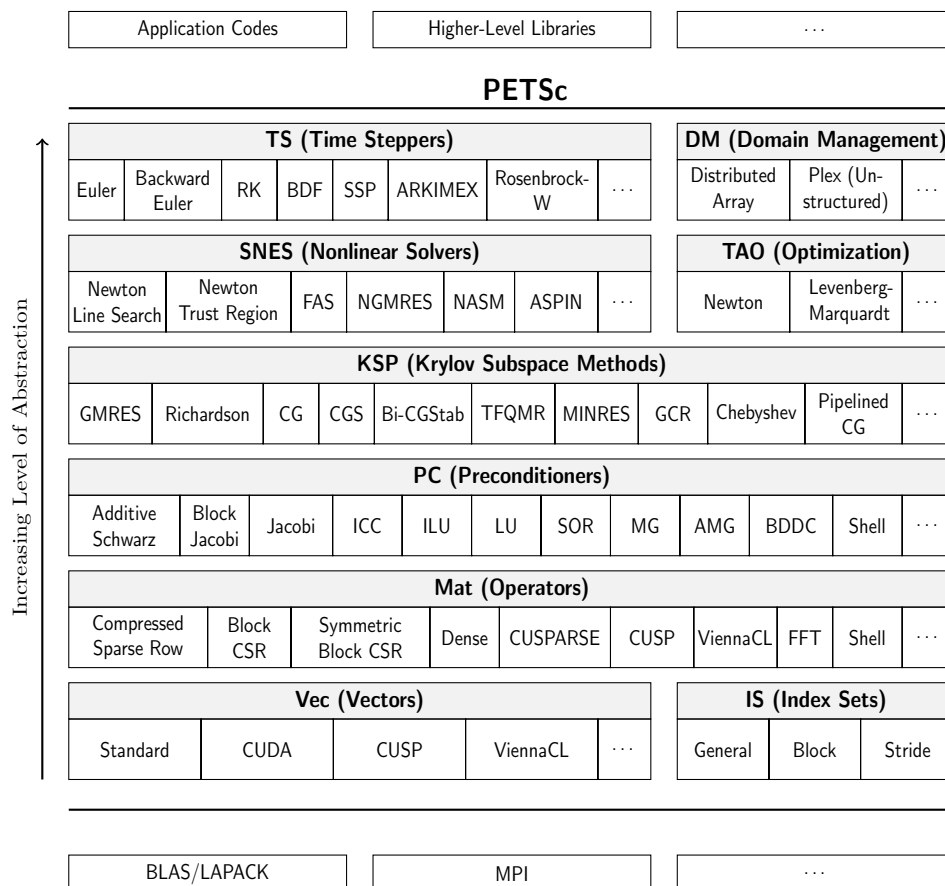 Application Codes
Higher-Level Libraries
···
PETSc
Increasing Level of Abstraction
TS (Time Steppers)
Euler
Backward
Euler
RK
BDF
SSP
ARKIMEX
Rosenbrock-
W
···
DM (Domain Management)
Distributed
Array
Plex (Un-
structured)
···
SNES (Nonlinear Solvers)
Newton
Line Search
Newton
Trust Region
FAS
NGMRES
NASM
ASPIN
···
TAO (Optimization)
Newton
Levenberg-
Marquardt
···
KSP (Krylov Subspace Methods)
GMRES
Richardson
CG
CGS
Bi-CGStab
TFQMR
MINRES
GCR
Chebyshev
Pipelined
CG
···
PC (Preconditioners)
Additive
Schwarz
Block
Jacobi
Jacobi
ICC
ILU
LU
SOR
MG
AMG
BDDC
Shell
···
Mat (Operators)
Compressed
Sparse Row
Block
CSR
Symmetric
Block CSR
Dense
CUSPARSE
CUSP
ViennaCL
FFT
Shell
···
Vec (Vectors)
Standard
CUDA
CUSP
ViennaCL
···
IS (Index Sets)
General
Block
Stride
BLAS/LAPACK
MPI
···